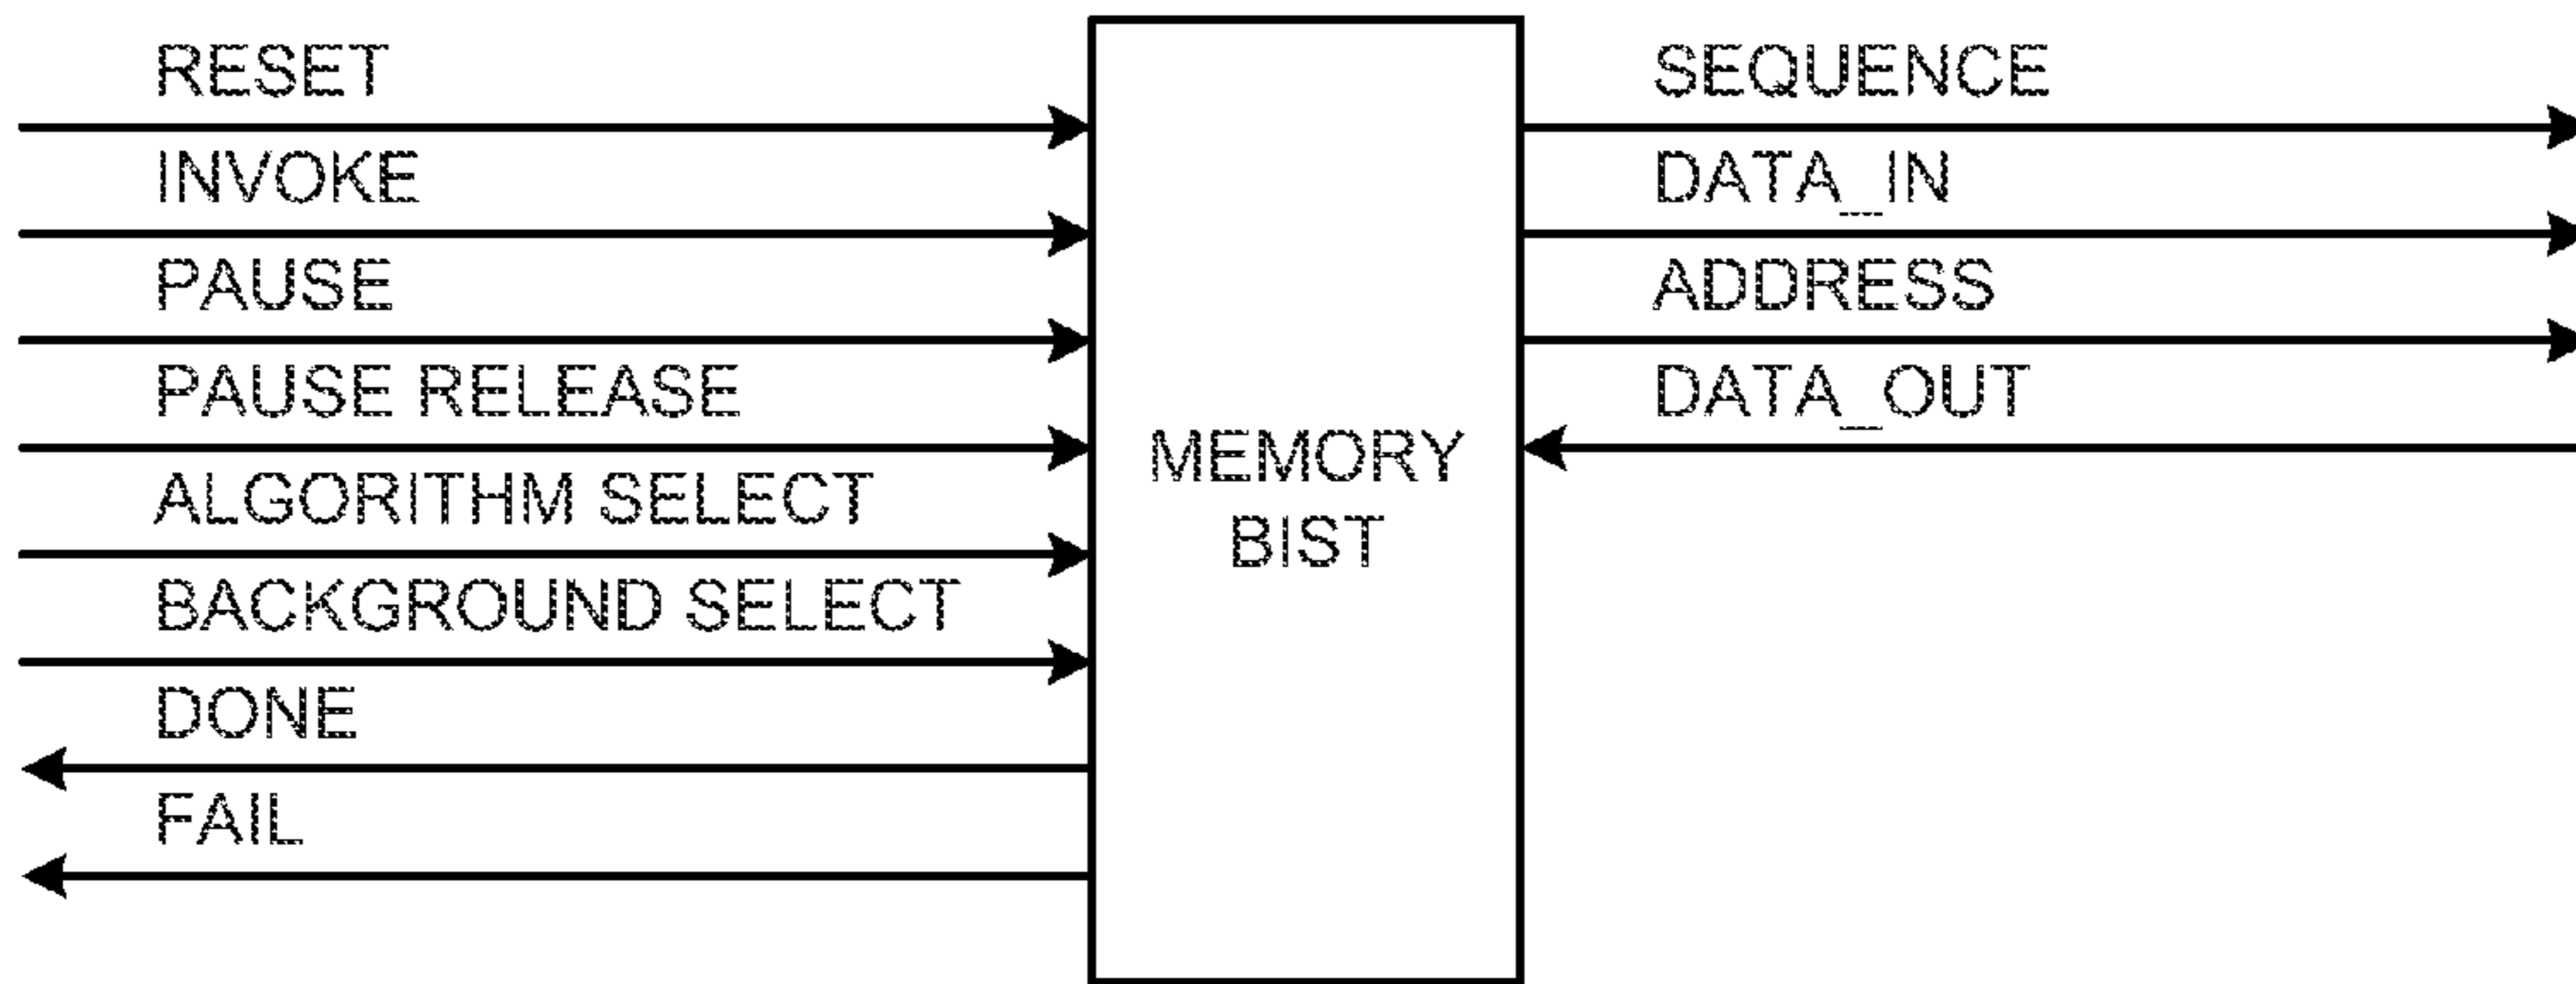 RESET
INVOKE
PAUSE
PAUSE RELEASE
ALGORITHM SELECT
BACKGROUND SELECT
DONE
FAIL
MEMORY
BIST
SEQUENCE
DATA_IN
ADDRESS
DATA_OUT